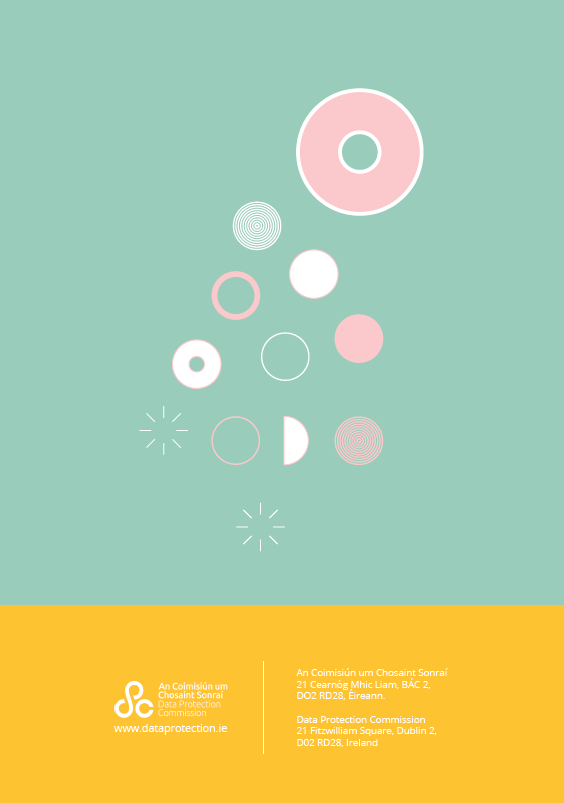 An Coimisiún um
Chosaint Sonraí
Data Protection
Commission
www.dataprotection.ie
An Coimisiún um Chosaint Sonraí
21 Cearnóg Mhic Liam, BÁC 2,
DO2 RD28, Éireann.
Data Protection Commission
21 Fitzwilliam Square, Dublin 2,
D02 RD28, Ireland